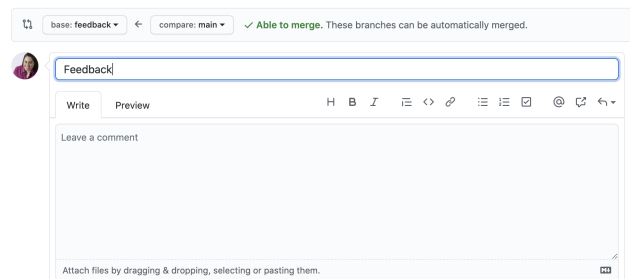 base: feedback compare: main Able to merge. These branches can be automatically merged.
Feedback
Write Preview
Leave a comment
Attach files by dragging & dropping, selecting or pasting them.